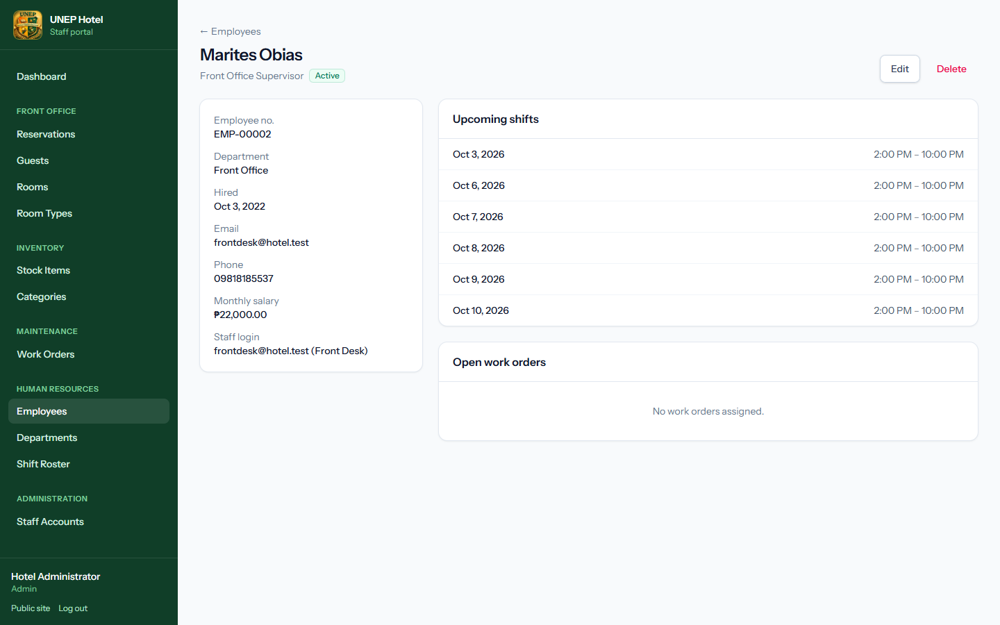 UNEP Hotel
Staff portal
Dashboard
FRONT OFFICE
Reservations
Guests
Rooms
Room Types
INVENTORY
Stock Items
Categories
MAINTENANCE
Work Orders
HUMAN RESOURCES
Employees
Departments
Shift Roster
ADMINISTRATION
Staff Accounts
Hotel Administrator
Admin
Public site Log out
← Employees
Marites Obias
Front Office Supervisor Active
Edit Delete
Employee no.
EMP-00002
Department
Front Office
Hired
Oct 3, 2022
Email
frontdesk@hotel.test
Phone
09818185537
Monthly salary
₱22,000.00
Staff login
frontdesk@hotel.test (Front Desk)
Upcoming shifts
Oct 3, 2026 2:00 PM – 10:00 PM
Oct 6, 2026 2:00 PM – 10:00 PM
Oct 7, 2026 2:00 PM – 10:00 PM
Oct 8, 2026 2:00 PM – 10:00 PM
Oct 9, 2026 2:00 PM – 10:00 PM
Oct 10, 2026 2:00 PM – 10:00 PM
Open work orders
No work orders assigned.